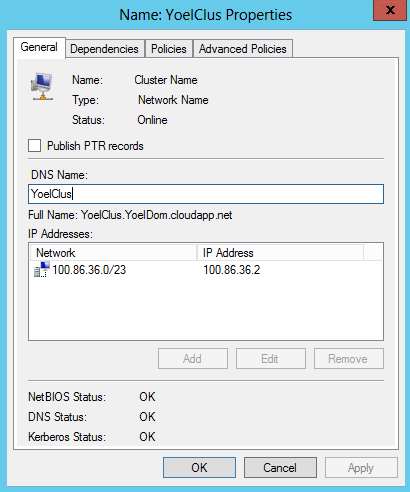 Name: YoelClus Properties
X
General Dependencies Policies Advanced Policies
Name: Cluster Name
Type: Network Name
Status: Online
Publish PTR records
DNS Name:
YoelClus
Full Name: YoelClus.YoelDom.cloudapp.net
IP Addresses:
Network IP Address
100.86.36.0/23 100.86.36.2
Add Edit Remove
NetBIOS Status: OK
DNS Status: OK
Kerberos Status: OK
OK Cancel Apply